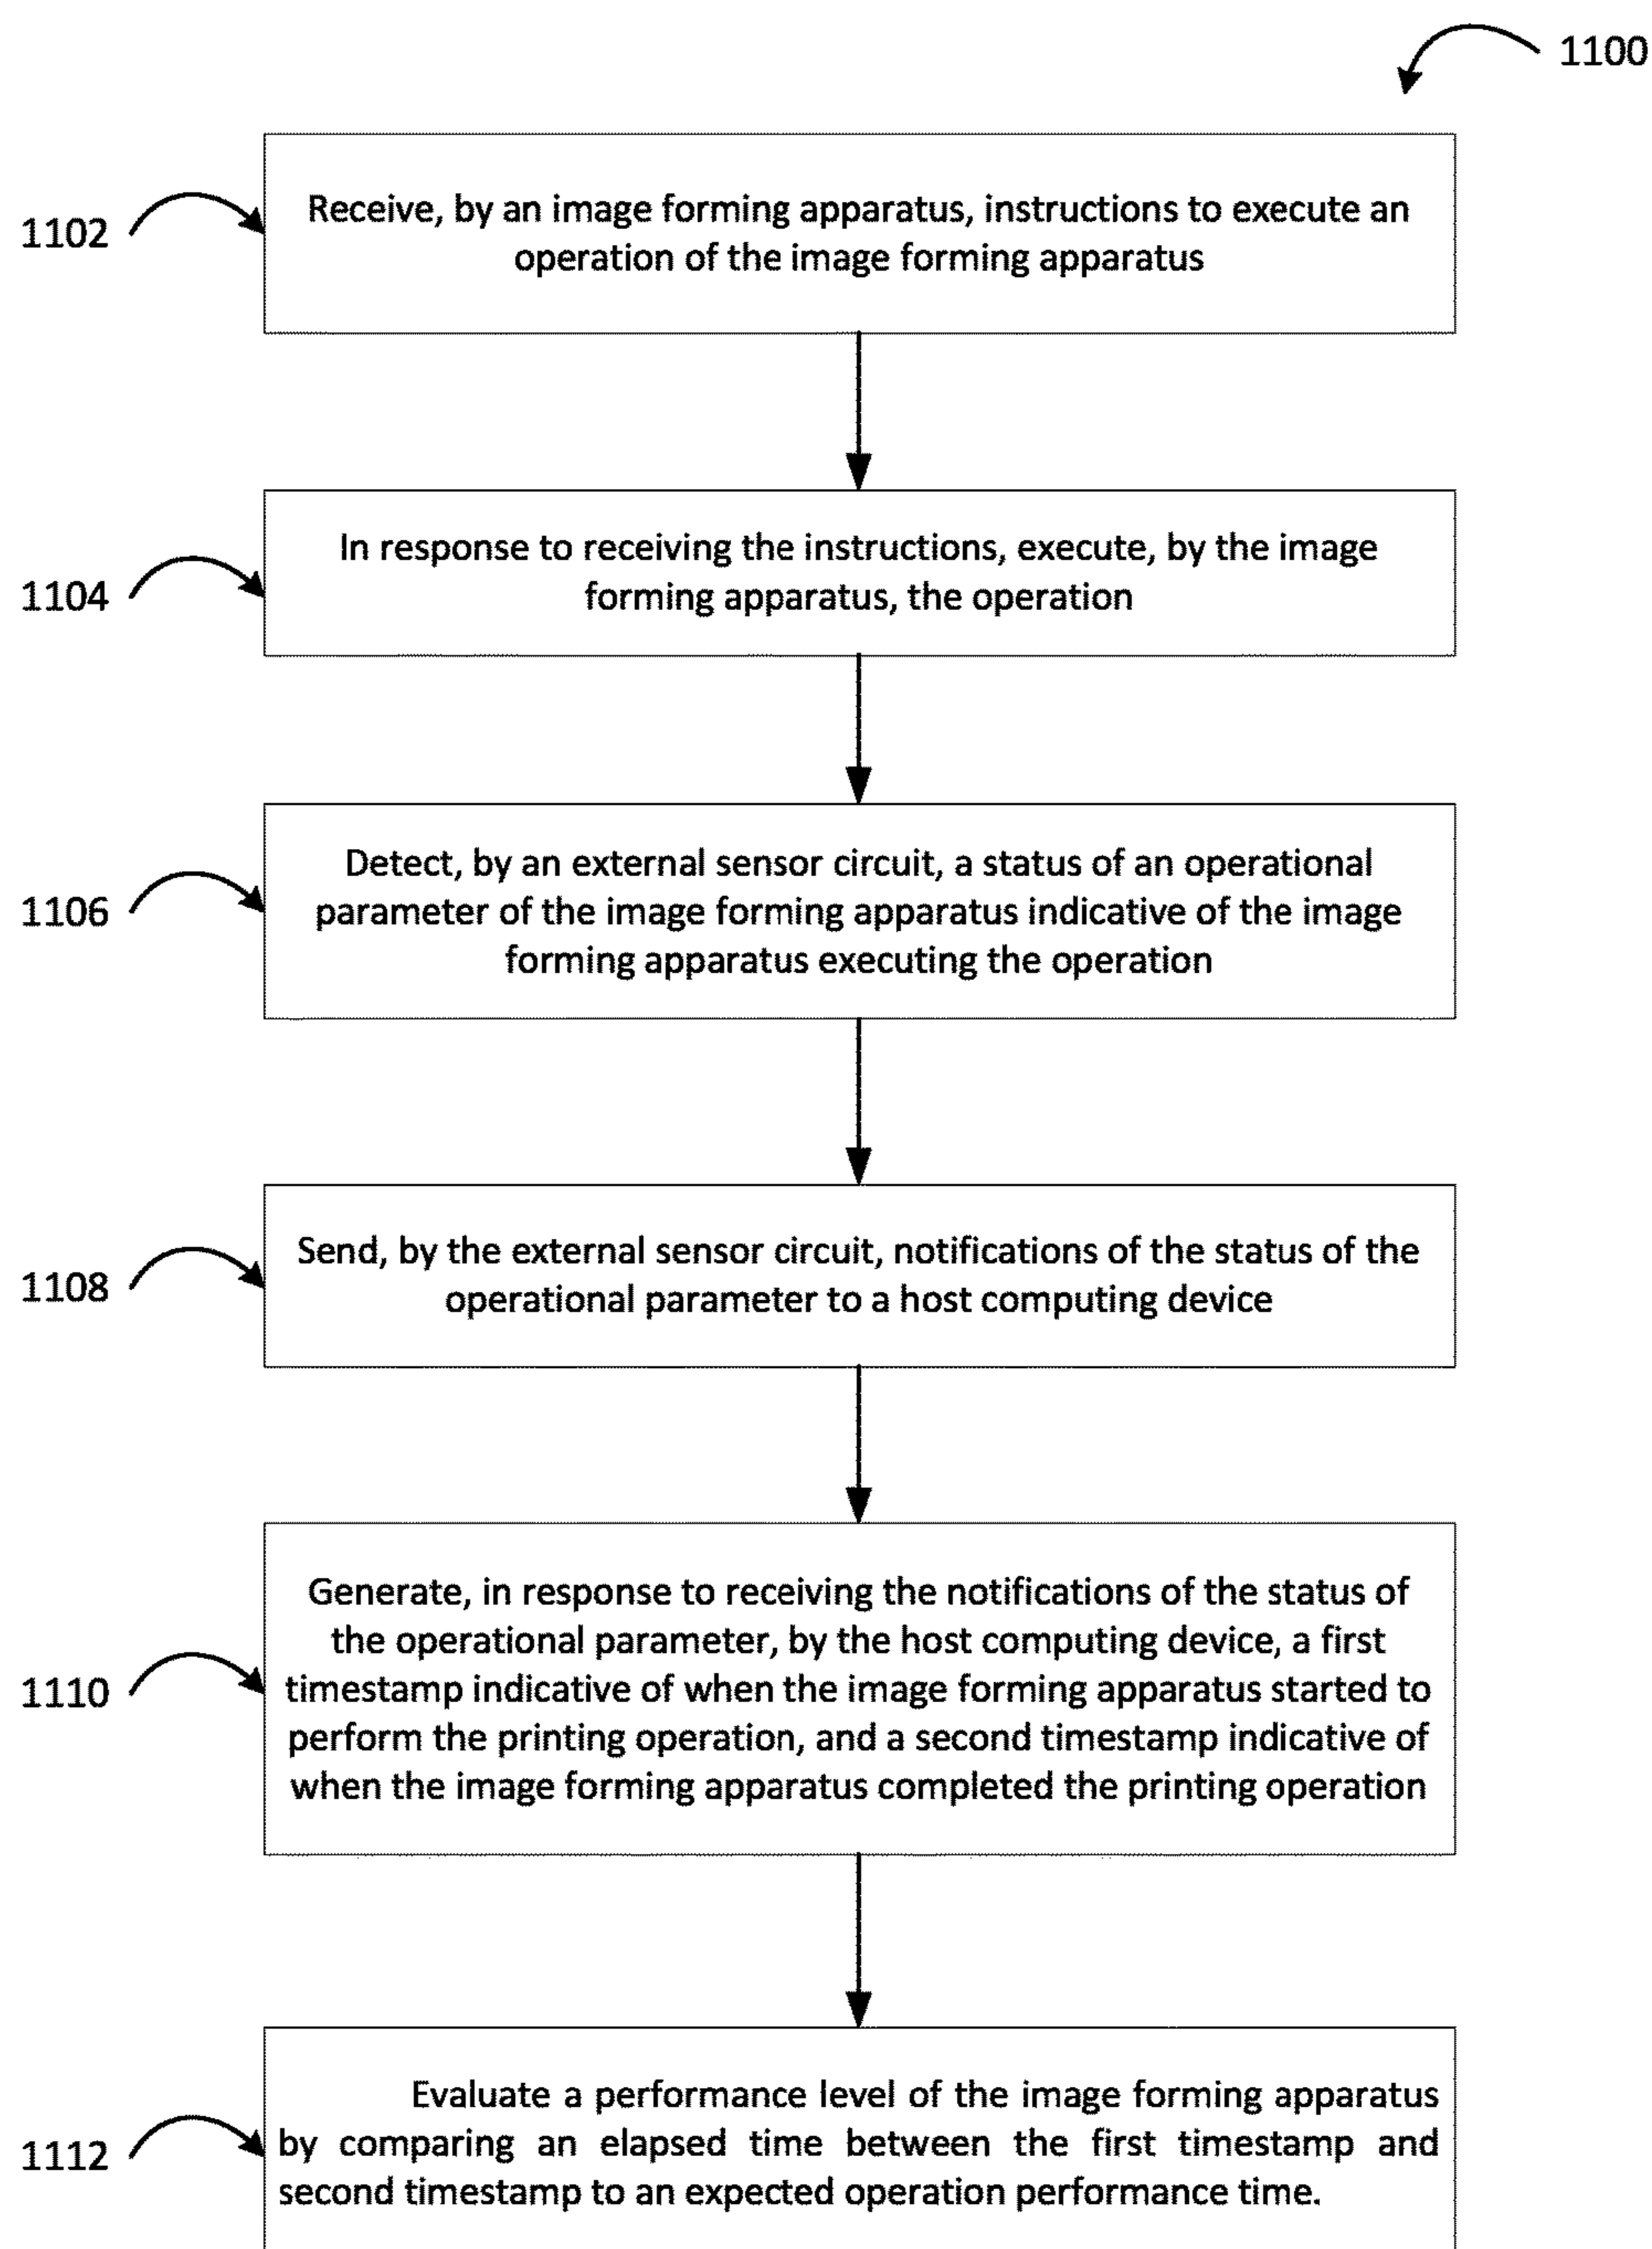 1100
1102
Receive, by an image forming apparatus, instructions to execute an
operation of the image forming apparatus
1104
In response to receiving the instructions, execute, by the image
forming apparatus, the operation
1106
Detect, by an external sensor circuit, a status of an operational
parameter of the image forming apparatus indicative of the image
forming apparatus executing the operation
1108
Send, by the external sensor circuit, notifications of the status of the
operational parameter to a host computing device
1110
Generate, in response to receiving the notifications of the status of
the operational parameter, by the host computing device, a first
timestamp indicative of when the image forming apparatus started to
perform the printing operation, and a second timestamp indicative of
when the image forming apparatus completed the printing operation
1112
Evaluate a performance level of the image forming apparatus
by comparing an elapsed time between the first timestamp and
second timestamp to an expected operation performance time.